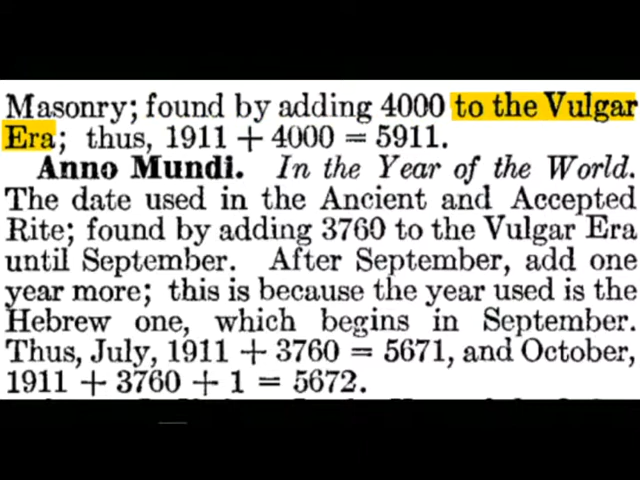 Masonry; found by adding 4000 to the Vulgar
Era; thus, 1911 + 4000 = 5911.
Anno Mundi. In the Year of the World.
The date used in the Ancient and Accepted
Rite; found by adding 3760 to the Vulgar Era
until September. After September, add one
year more; this is because the year used is the
Hebrew one, which begins in September.
Thus, July, 1911 + 3760 = 5671, and October,
1911 + 3760 + 1 = 5672.